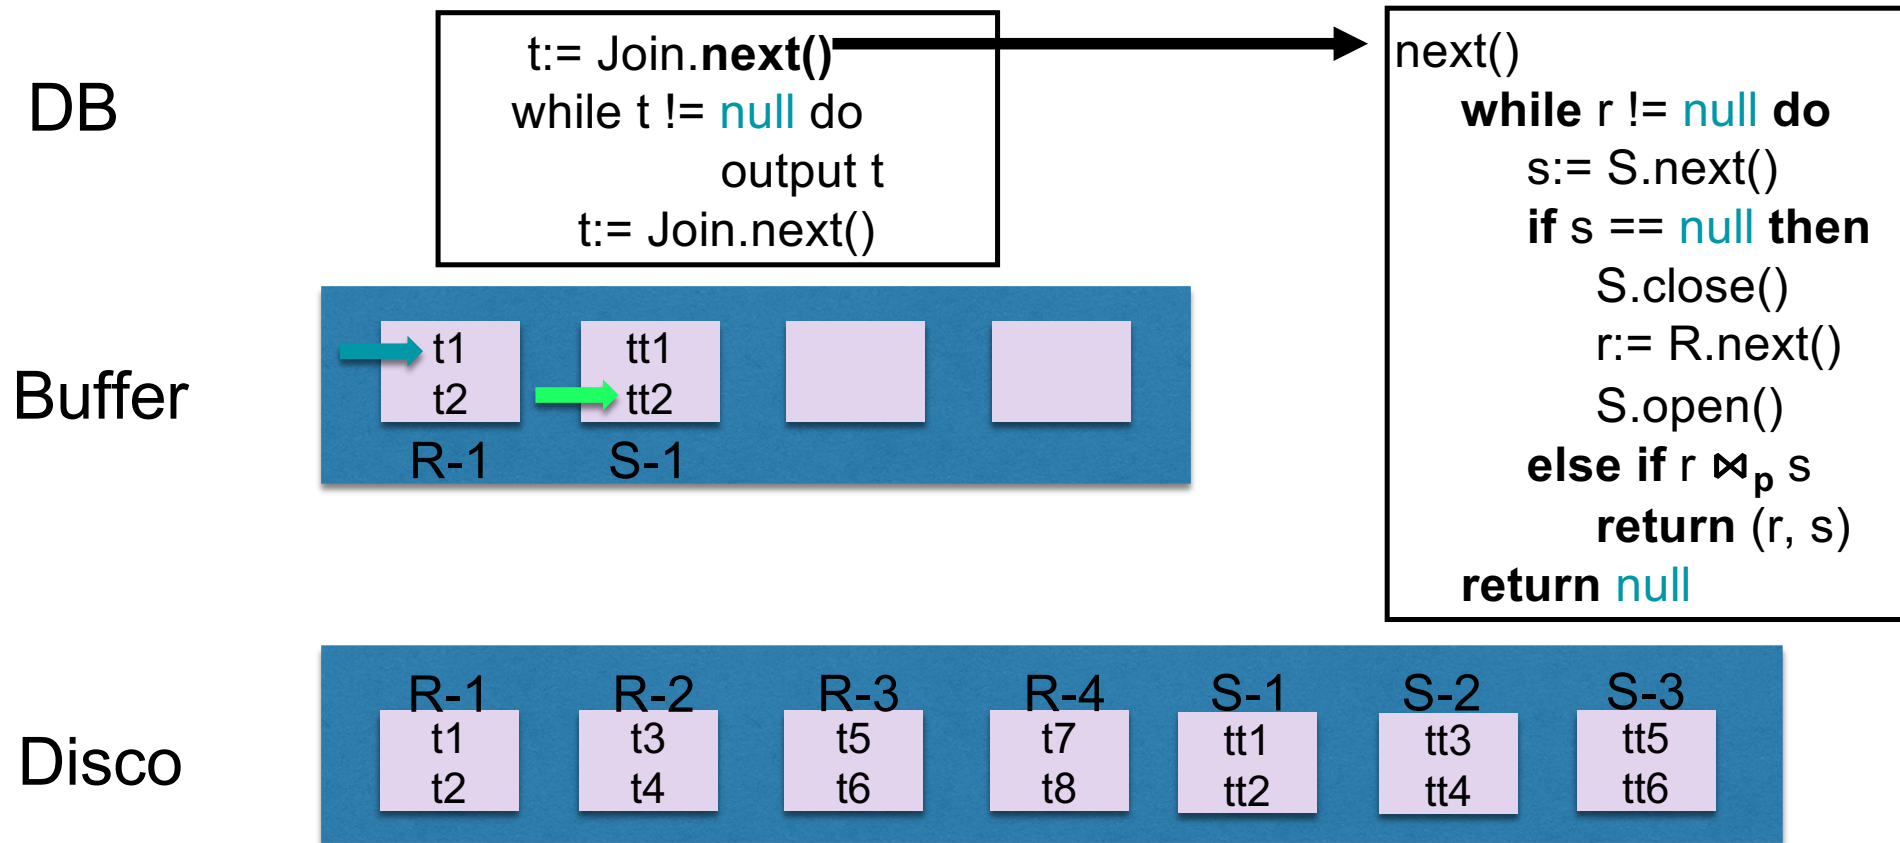 DB
t:= Join.next()
while t != null do
output t
t:= Join.next()
next()
while r != null do
s:= S.next()
if s == null then
S.close()
r:= R.next()
S.open()
else if r ⋈p s
return (r, s)
return null
Buffer
t1
t2
R-1
tt1
tt2
S-1
Disco
R-1
t1
t2
R-2
t3
t4
R-3
t5
t6
R-4
t7
t8
S-1
tt1
tt2
S-2
tt3
tt4
S-3
tt5
tt6